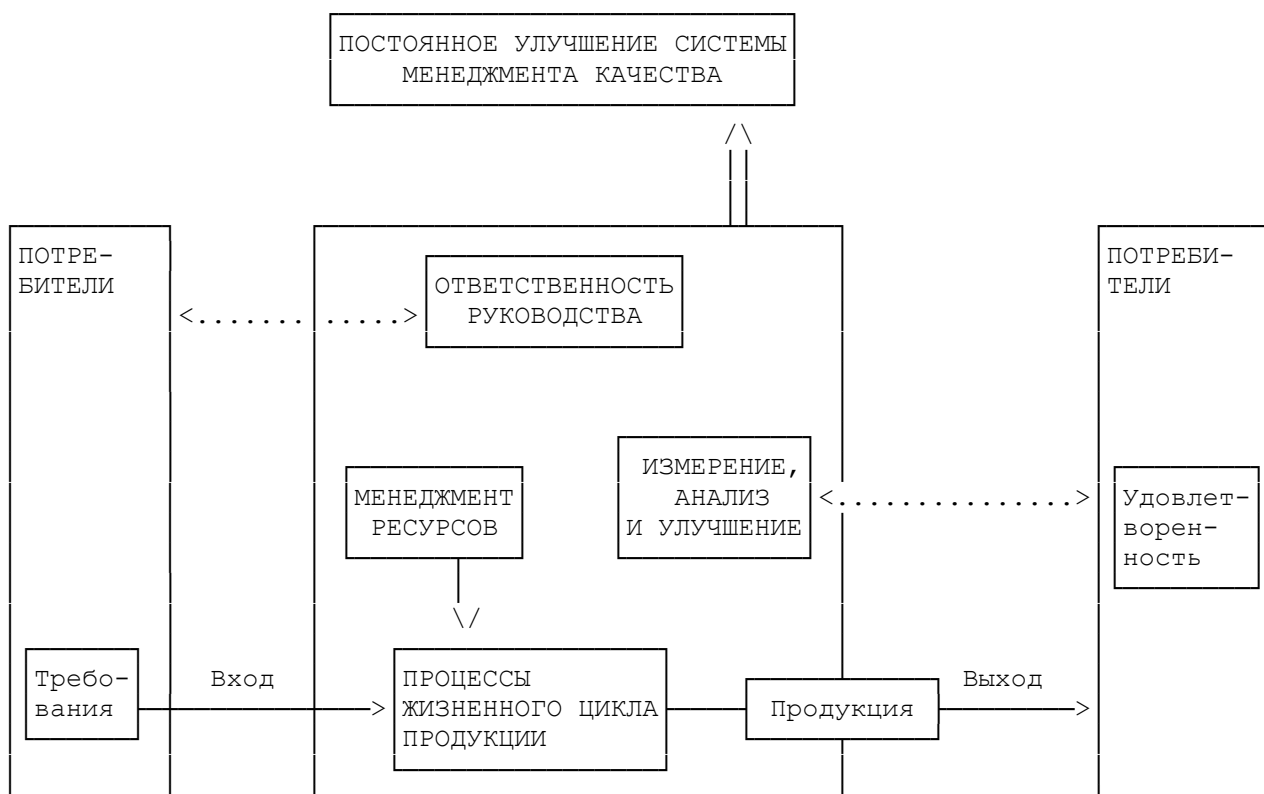 ПОСТОЯННОЕ УЛУЧШЕНИЕ СИСТЕМЫ
МЕНЕДЖМЕНТА КАЧЕСТВА
ПОТРЕ-
БИТЕЛИ
ОТВЕТСТВЕННОСТЬ
РУКОВОДСТВА
ПОТРЕБИ-
ТЕЛИ
МЕНЕДЖМЕНТ
РЕСУРСОВ
ИЗМЕРЕНИЕ,
АНАЛИЗ
И УЛУЧШЕНИЕ
Удовлет-
ворен-
ность
Требо-
вания
Вход
ПРОЦЕССЫ
ЖИЗНЕННОГО ЦИКЛА
ПРОДУКЦИИ
Продукция
Выход